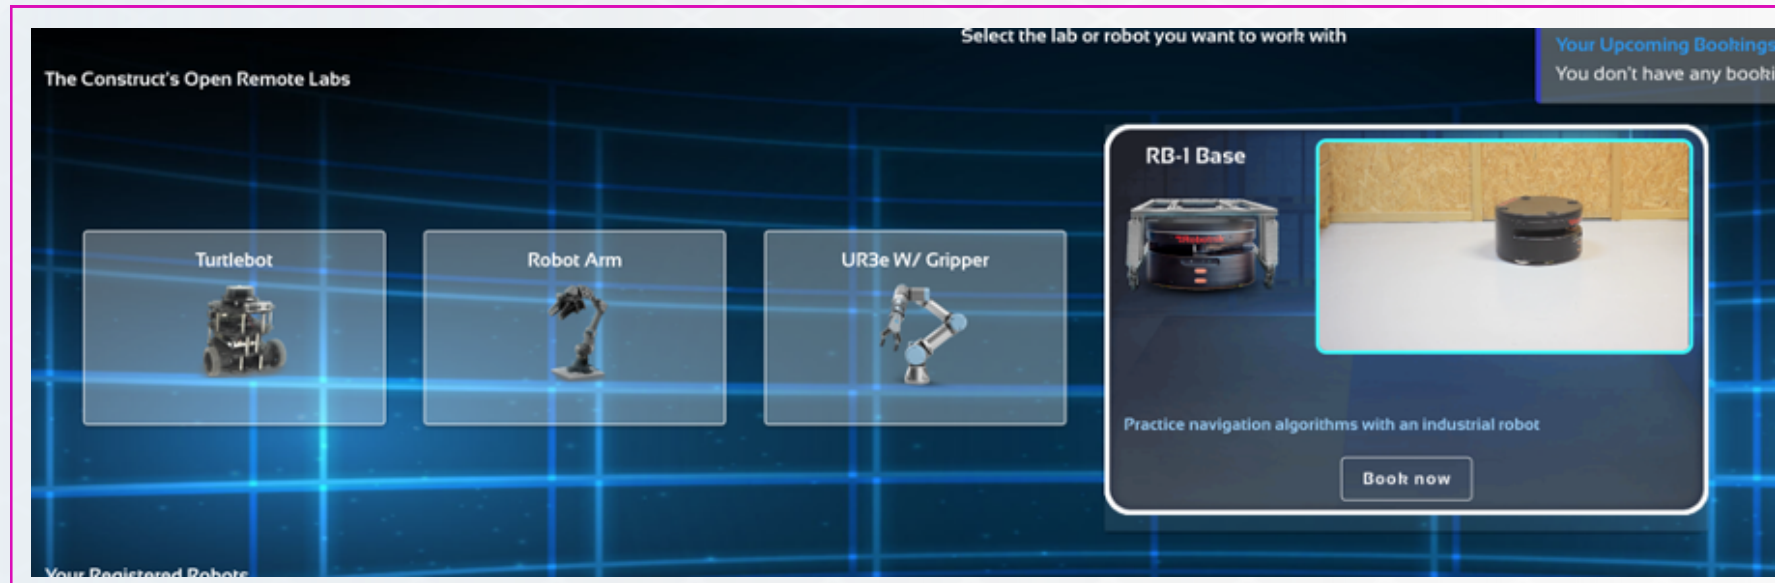 Select the lab or robot you want to work with
Your Upcoming Bookings
You don't have any booki
The Construct's Open Remote Labs
RB-1 Base
Turtlebot
Robot Arm
UR3e W/ Gripper
Practice navigation algorithms with an industrial robot
Book now
Your Registered Robots